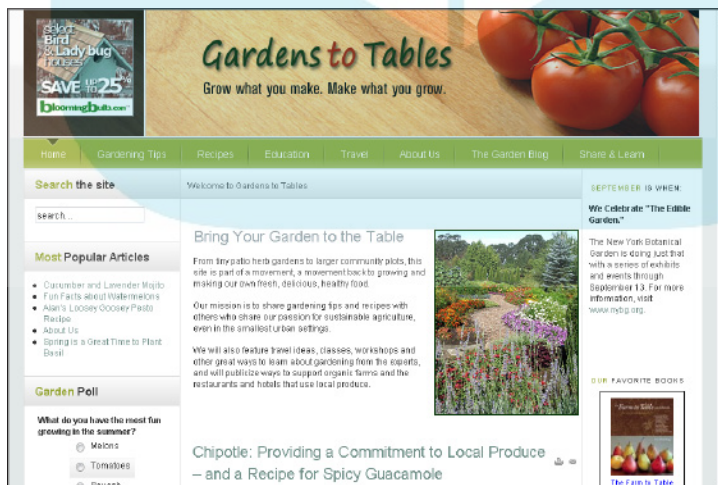 select
Bird
& Lady bug
houses
SAVE UP TO 25%
bloomingbulb.com
Gardens to Tables
Grow what you make. Make what you grow.
Home Gardening Tips Recipes Education Travel About Us The Garden Blog Share & Learn
Search the site
search...
Most Popular Articles
Cucumber and Lavender Mojito
Fun Facts about Watermelons
Alan's Loosey Goosey Pesto
Recipe
About Us
Spring is a Great Time to Plant
Basil
Garden Poll
What do you have the most fun
growing in the summer?
Melons
Tomatoes
Welcome to Gardens to Tables
Bring Your Garden to the Table
From tiny patio herb gardens to larger community plots, this
site is part of a movement, a movement back to growing and
making our own fresh, delicious, healthy food.
Our mission is to share gardening tips and recipes with
others who share our passion for sustainable agriculture,
even in the smallest urban settings.
We will also feature travel ideas, classes, workshops and
other great ways to learn about gardening from the experts,
and will publicize ways to support organic farms and the
restaurants and hotels that use local produce.
Chipotle: Providing a Commitment to Local Produce
– and a Recipe for Spicy Guacamole
SEPTEMBER IS WHEN:
We Celebrate "The Edible
Garden."
The New York Botanical
Garden is doing just that
with a series of exhibits
and events through
September 13. For more
information, visit
www.nybg.org.
OUR FAVORITE BOOKS
The Farm to Table